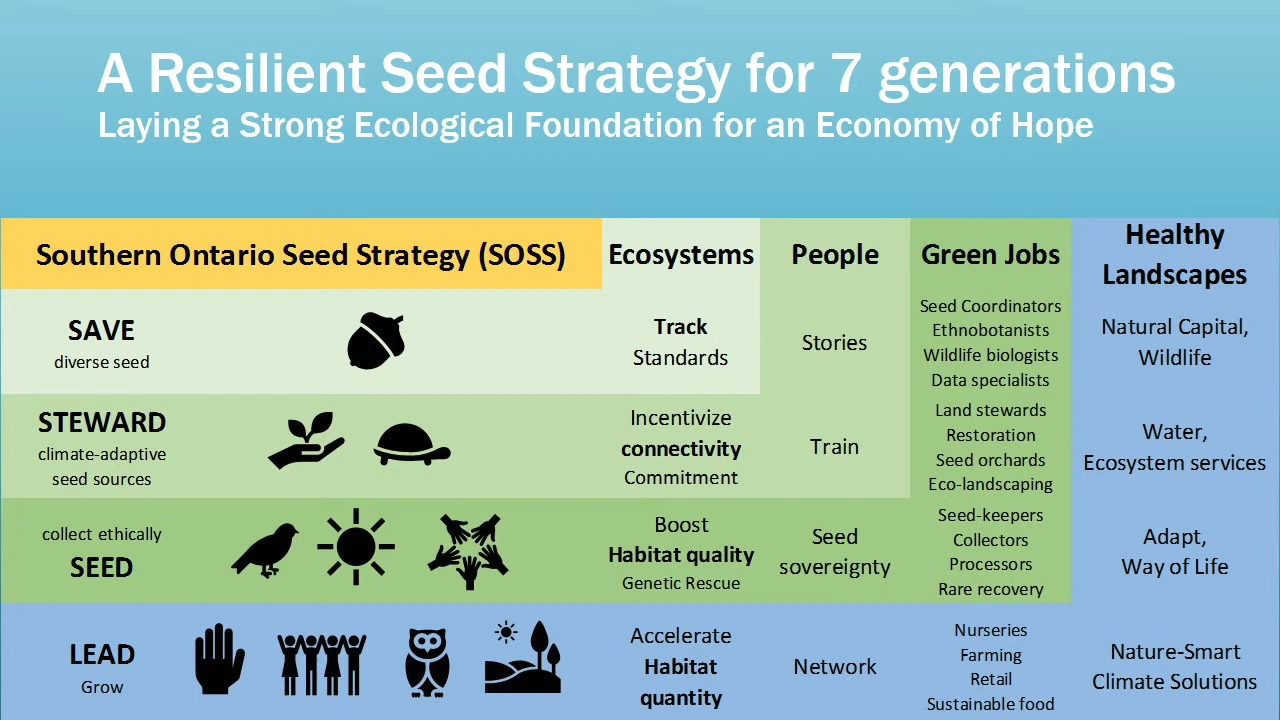 A Resilient Seed Strategy for 7 generations
Laying a Strong Ecological Foundation for an Economy of Hope
Southern Ontario Seed Strategy (SOSS)
Ecosystems
People
Green Jobs
Healthy
Landscapes
SAVE
diverse seed
Track
Standards
Stories
Seed Coordinators
Ethnobotanists
Wildlife biologists
Data specialists
Natural Capital,
Wildlife
STEWARD
climate-adaptive
seed sources
Incentivize
connectivity
Commitment
Train
Land stewards
Restoration
Seed orchards
Eco-landscaping
Water,
Ecosystem services
collect ethically
SEED
Boost
Habitat quality
Genetic Rescue
Seed
sovereignty
Seed-keepers
Collectors
Processors
Rare recovery
Adapt,
Way of Life
LEAD
Grow
Accelerate
Habitat
quantity
Network
Nurseries
Farming
Retail
Sustainable food
Nature-Smart
Climate Solutions